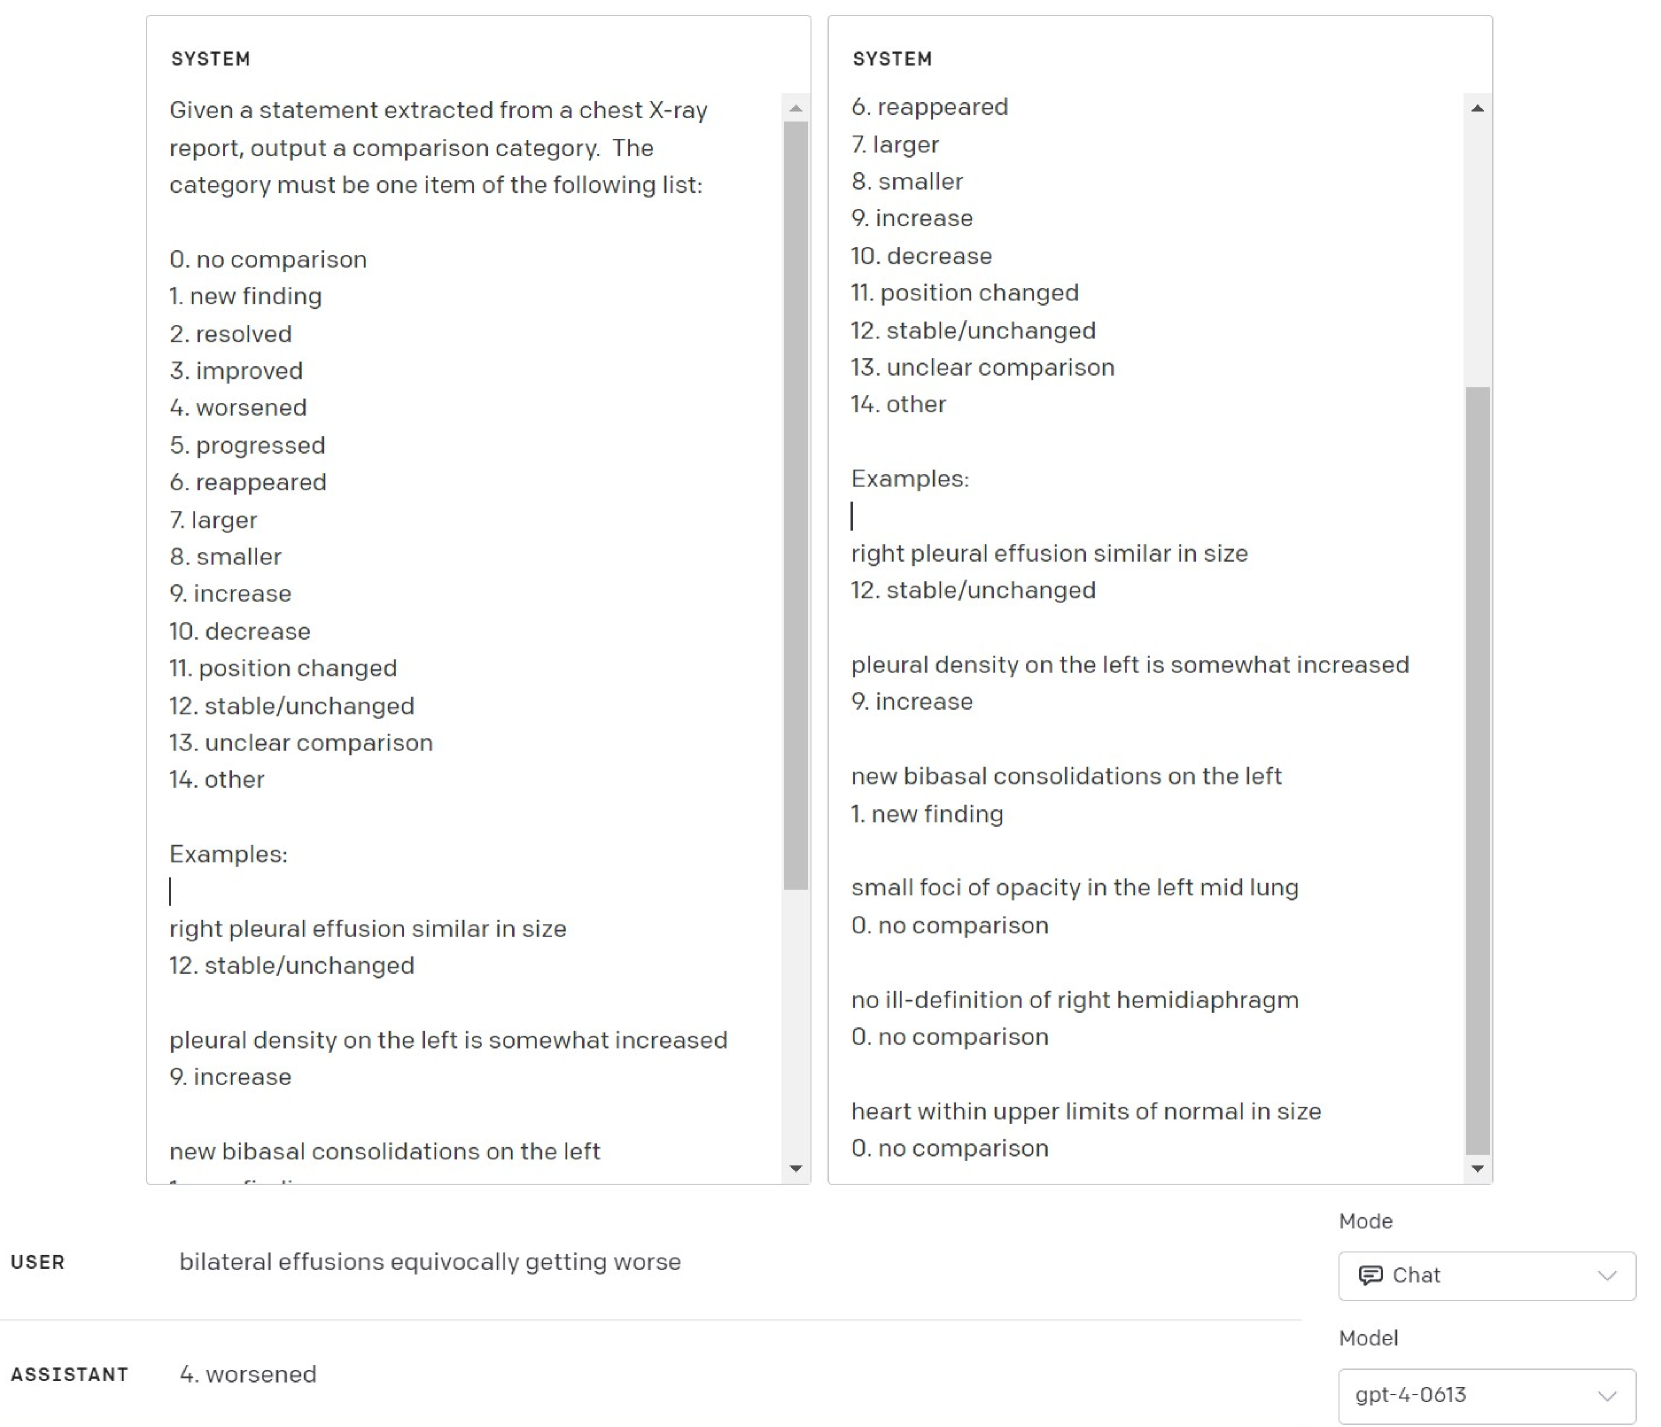 SYSTEM
Given a statement extracted from a chest X-ray
report, output a comparison category.  The
category must be one item of the following list:
0. no comparison
1. new finding
2. resolved
3. improved
4. worsened
5. progressed
6. reappeared
7. larger
8. smaller
9. increase
10. decrease
11. position changed
12. stable/unchanged
13. unclear comparison
14. other
Examples:
right pleural effusion similar in size
12. stable/unchanged
pleural density on the left is somewhat increased
9. increase
new bibasal consolidations on the left
SYSTEM
6. reappeared
7. larger
8. smaller
9. increase
10. decrease
11. position changed
12. stable/unchanged
13. unclear comparison
14. other
Examples:
right pleural effusion similar in size
12. stable/unchanged
pleural density on the left is somewhat increased
9. increase
new bibasal consolidations on the left
1. new finding
small foci of opacity in the left mid lung
0. no comparison
no ill-definition of right hemidiaphragm
0. no comparison
heart within upper limits of normal in size
0. no comparison
USER bilateral effusions equivocally getting worse
ASSISTANT 4. worsened
Mode
Chat
Model
gpt-4-0613